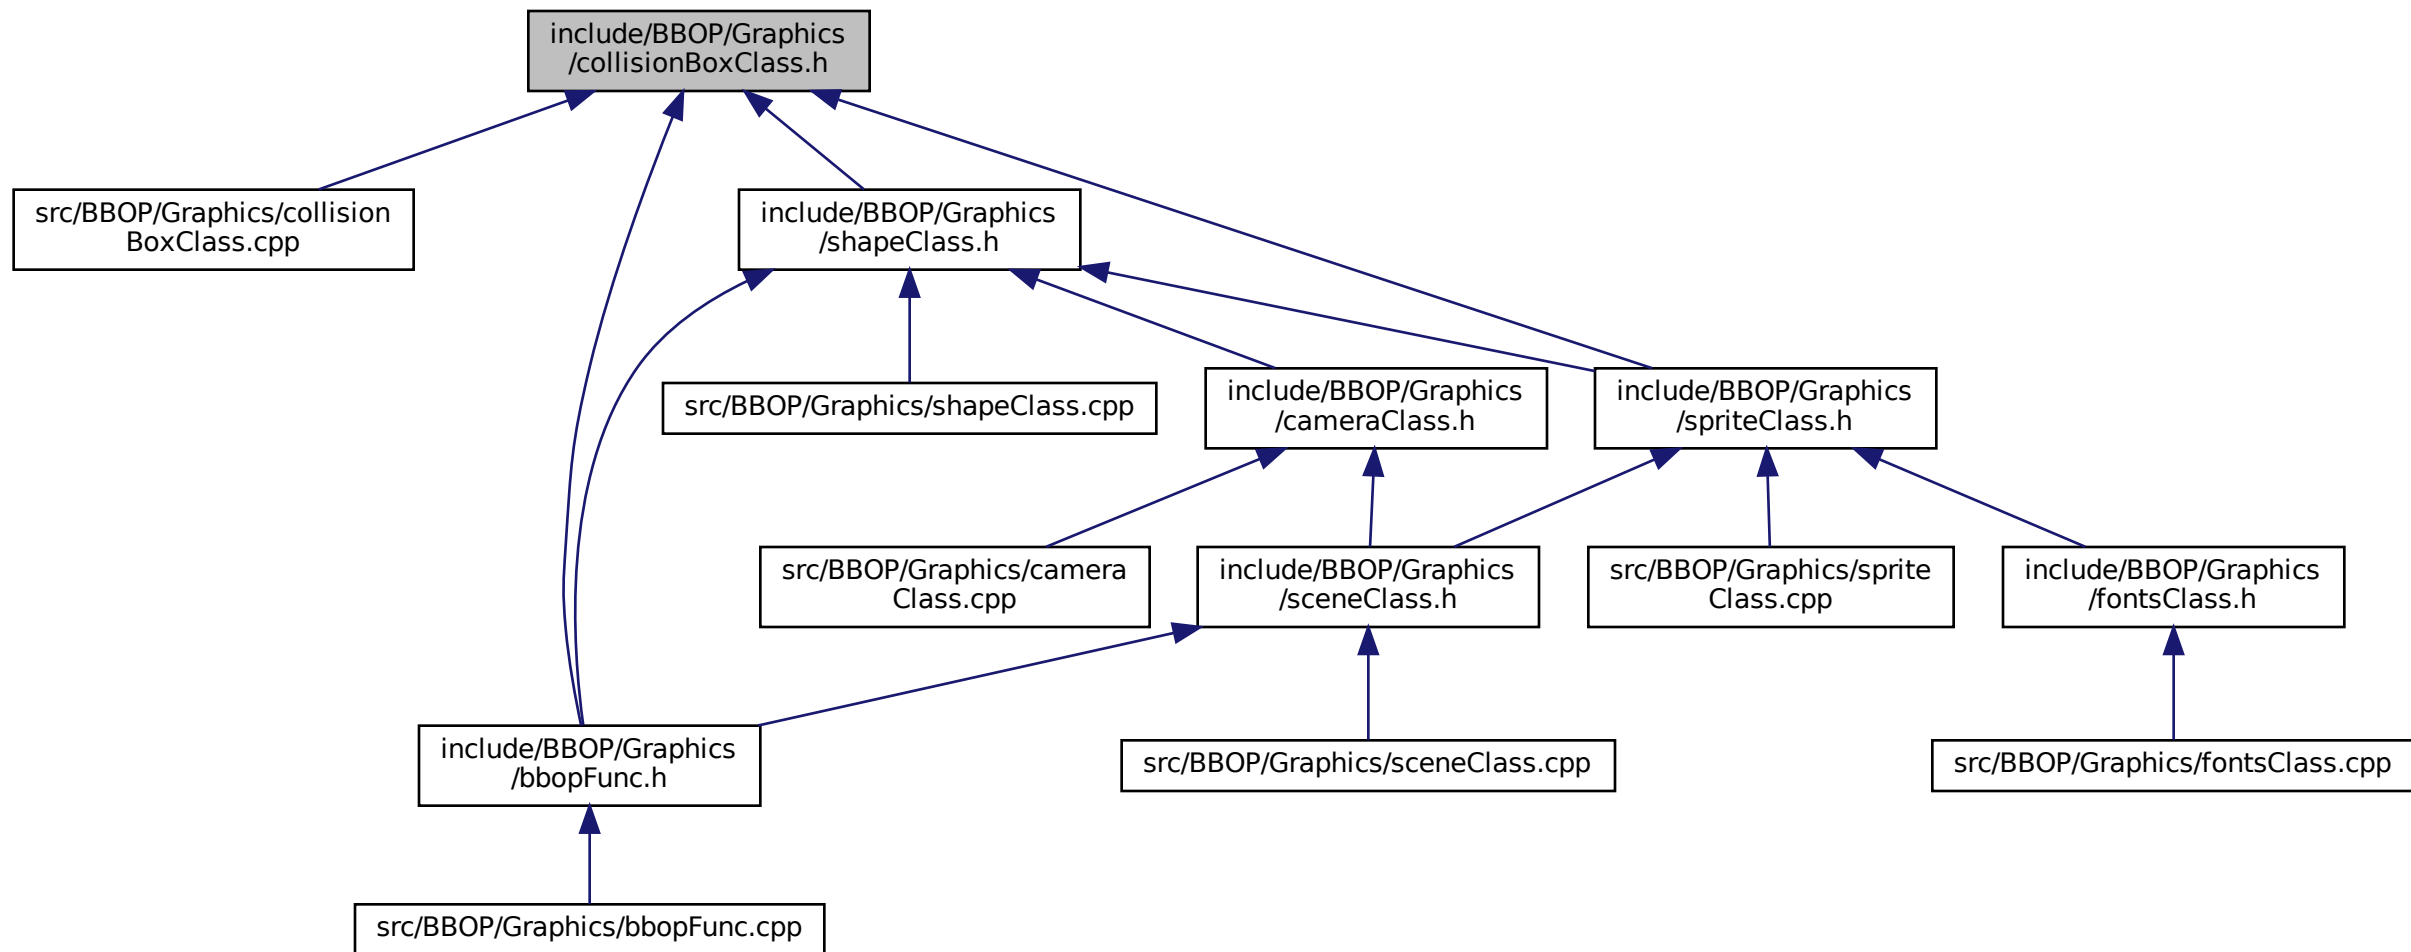 include/BBOP/Graphics
/collisionBoxClass.h
src/BBOP/Graphics/collision
BoxClass.cpp
include/BBOP/Graphics
/shapeClass.h
src/BBOP/Graphics/shapeClass.cpp
include/BBOP/Graphics
/cameraClass.h
include/BBOP/Graphics
/spriteClass.h
src/BBOP/Graphics/camera
Class.cpp
include/BBOP/Graphics
/sceneClass.h
src/BBOP/Graphics/sprite
Class.cpp
include/BBOP/Graphics
/fontsClass.h
include/BBOP/Graphics
/bbopFunc.h
src/BBOP/Graphics/sceneClass.cpp
src/BBOP/Graphics/fontsClass.cpp
src/BBOP/Graphics/bbopFunc.cpp